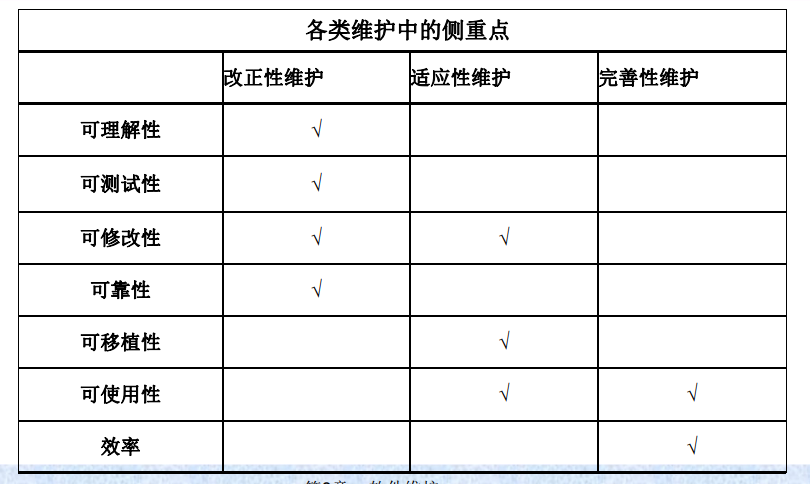 各类维护中的侧重点
改正性维护 适应性维护 完善性维护
可理解性 √
可测试性 √
可修改性 √ √
可靠性 √
可移植性 √
可使用性 √ √
效率 √